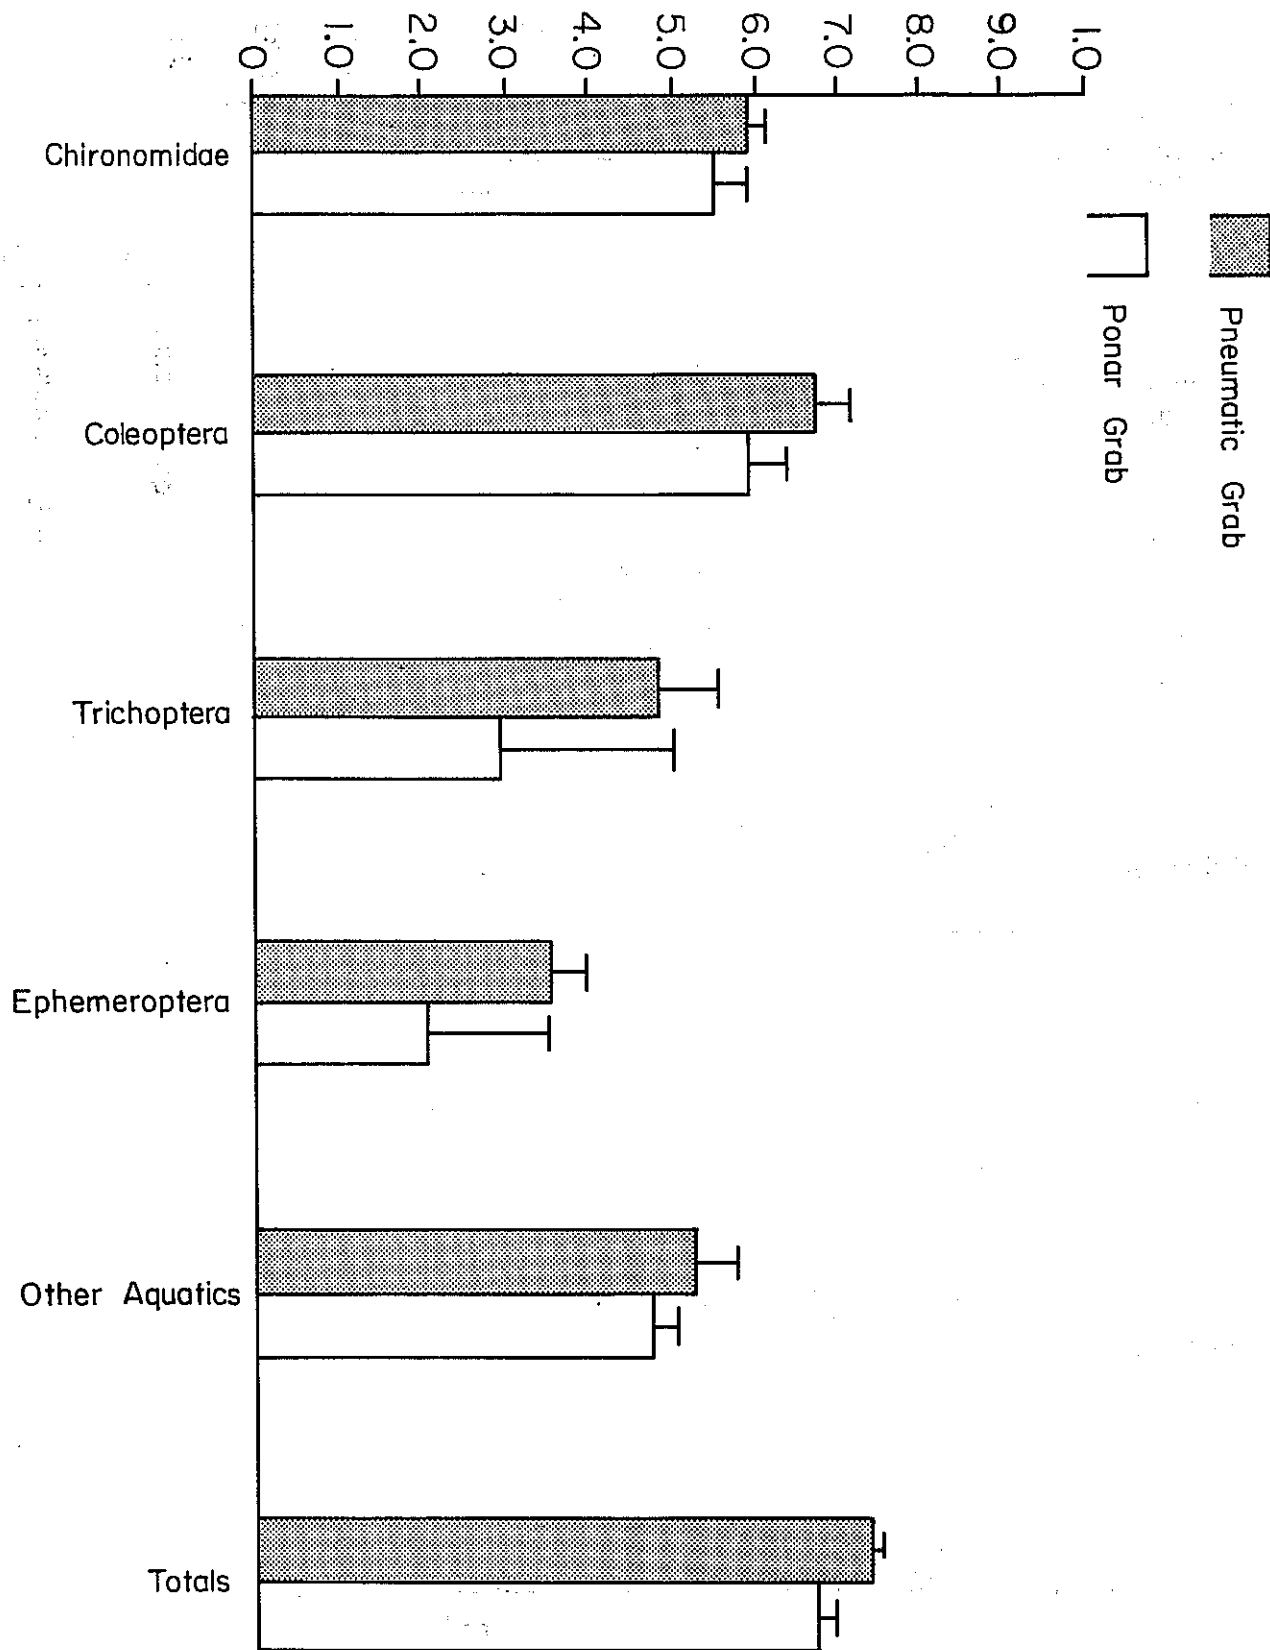 0
1.0
2.0
3.0
4.0
5.0
6.0
7.0
8.0
9.0
1.0
Pneumatic Grab
Ponar Grab
Chironomidae
Coleoptera
Trichoptera
Ephemeroptera
Other Aquatics
Totals